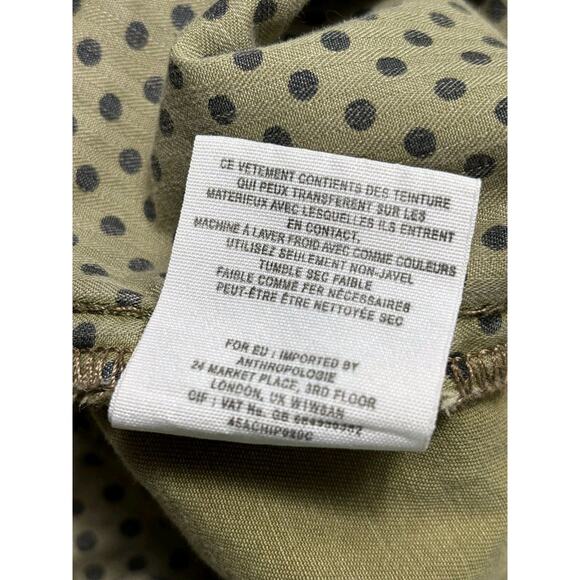 CE VETEMENT CONTIENTS DES TEINTURE
QUI PEUX TRANSFERENT SUR LES
MATERIEUX AVEC LESQUELLES ILS ENTRENT
EN CONTACT.
MACHINE À LAVER FROID AVEC COMME COULEURS
UTILISEZ SEULEMENT NON-JAVEL
TUMBLE SEC FAIBLE
FAIBLE COMME FER NÉCESSAIRES
PEUT-ÊTRE ÊTRE NETTOYÉE SEC
FOR EU : IMPORTED BY
ANTHROPOLOGIE
24 MARKET PLACE, 3RD FLOOR
LONDON, UK W1W8AN
CIF : VAT No. GB
45ACHIP020C